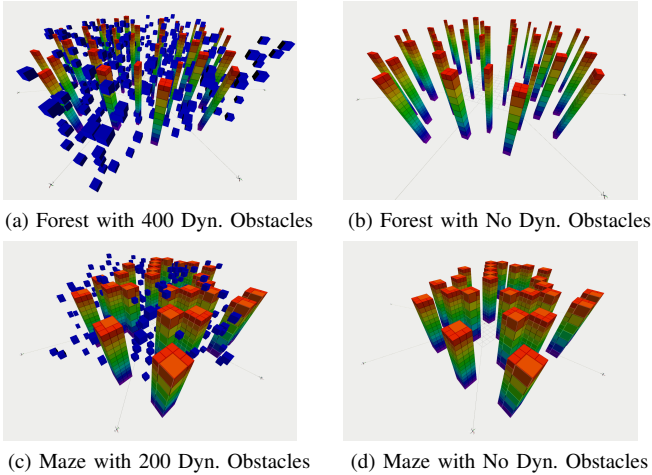 (a) Forest with 400 Dyn. Obstacles
(b) Forest with No Dyn. Obstacles
(c) Maze with 200 Dyn. Obstacles
(d) Maze with No Dyn. Obstacles